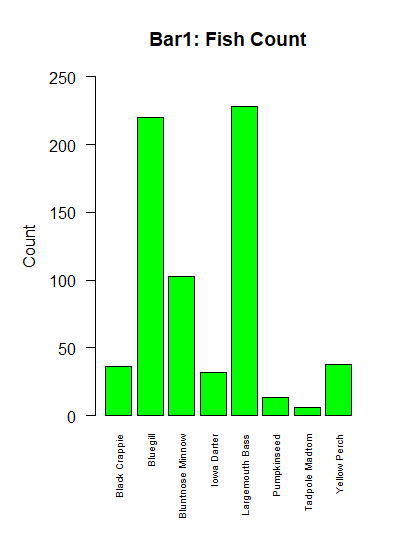 Bar1: Fish Count
Count
250
200
150
100
50
0
Black Crappie
Bluegill
Bluntnose Minnow
Iowa Darter
Largemouth Bass
Pumpkinseed
Tadpole Madtom
Yellow Perch